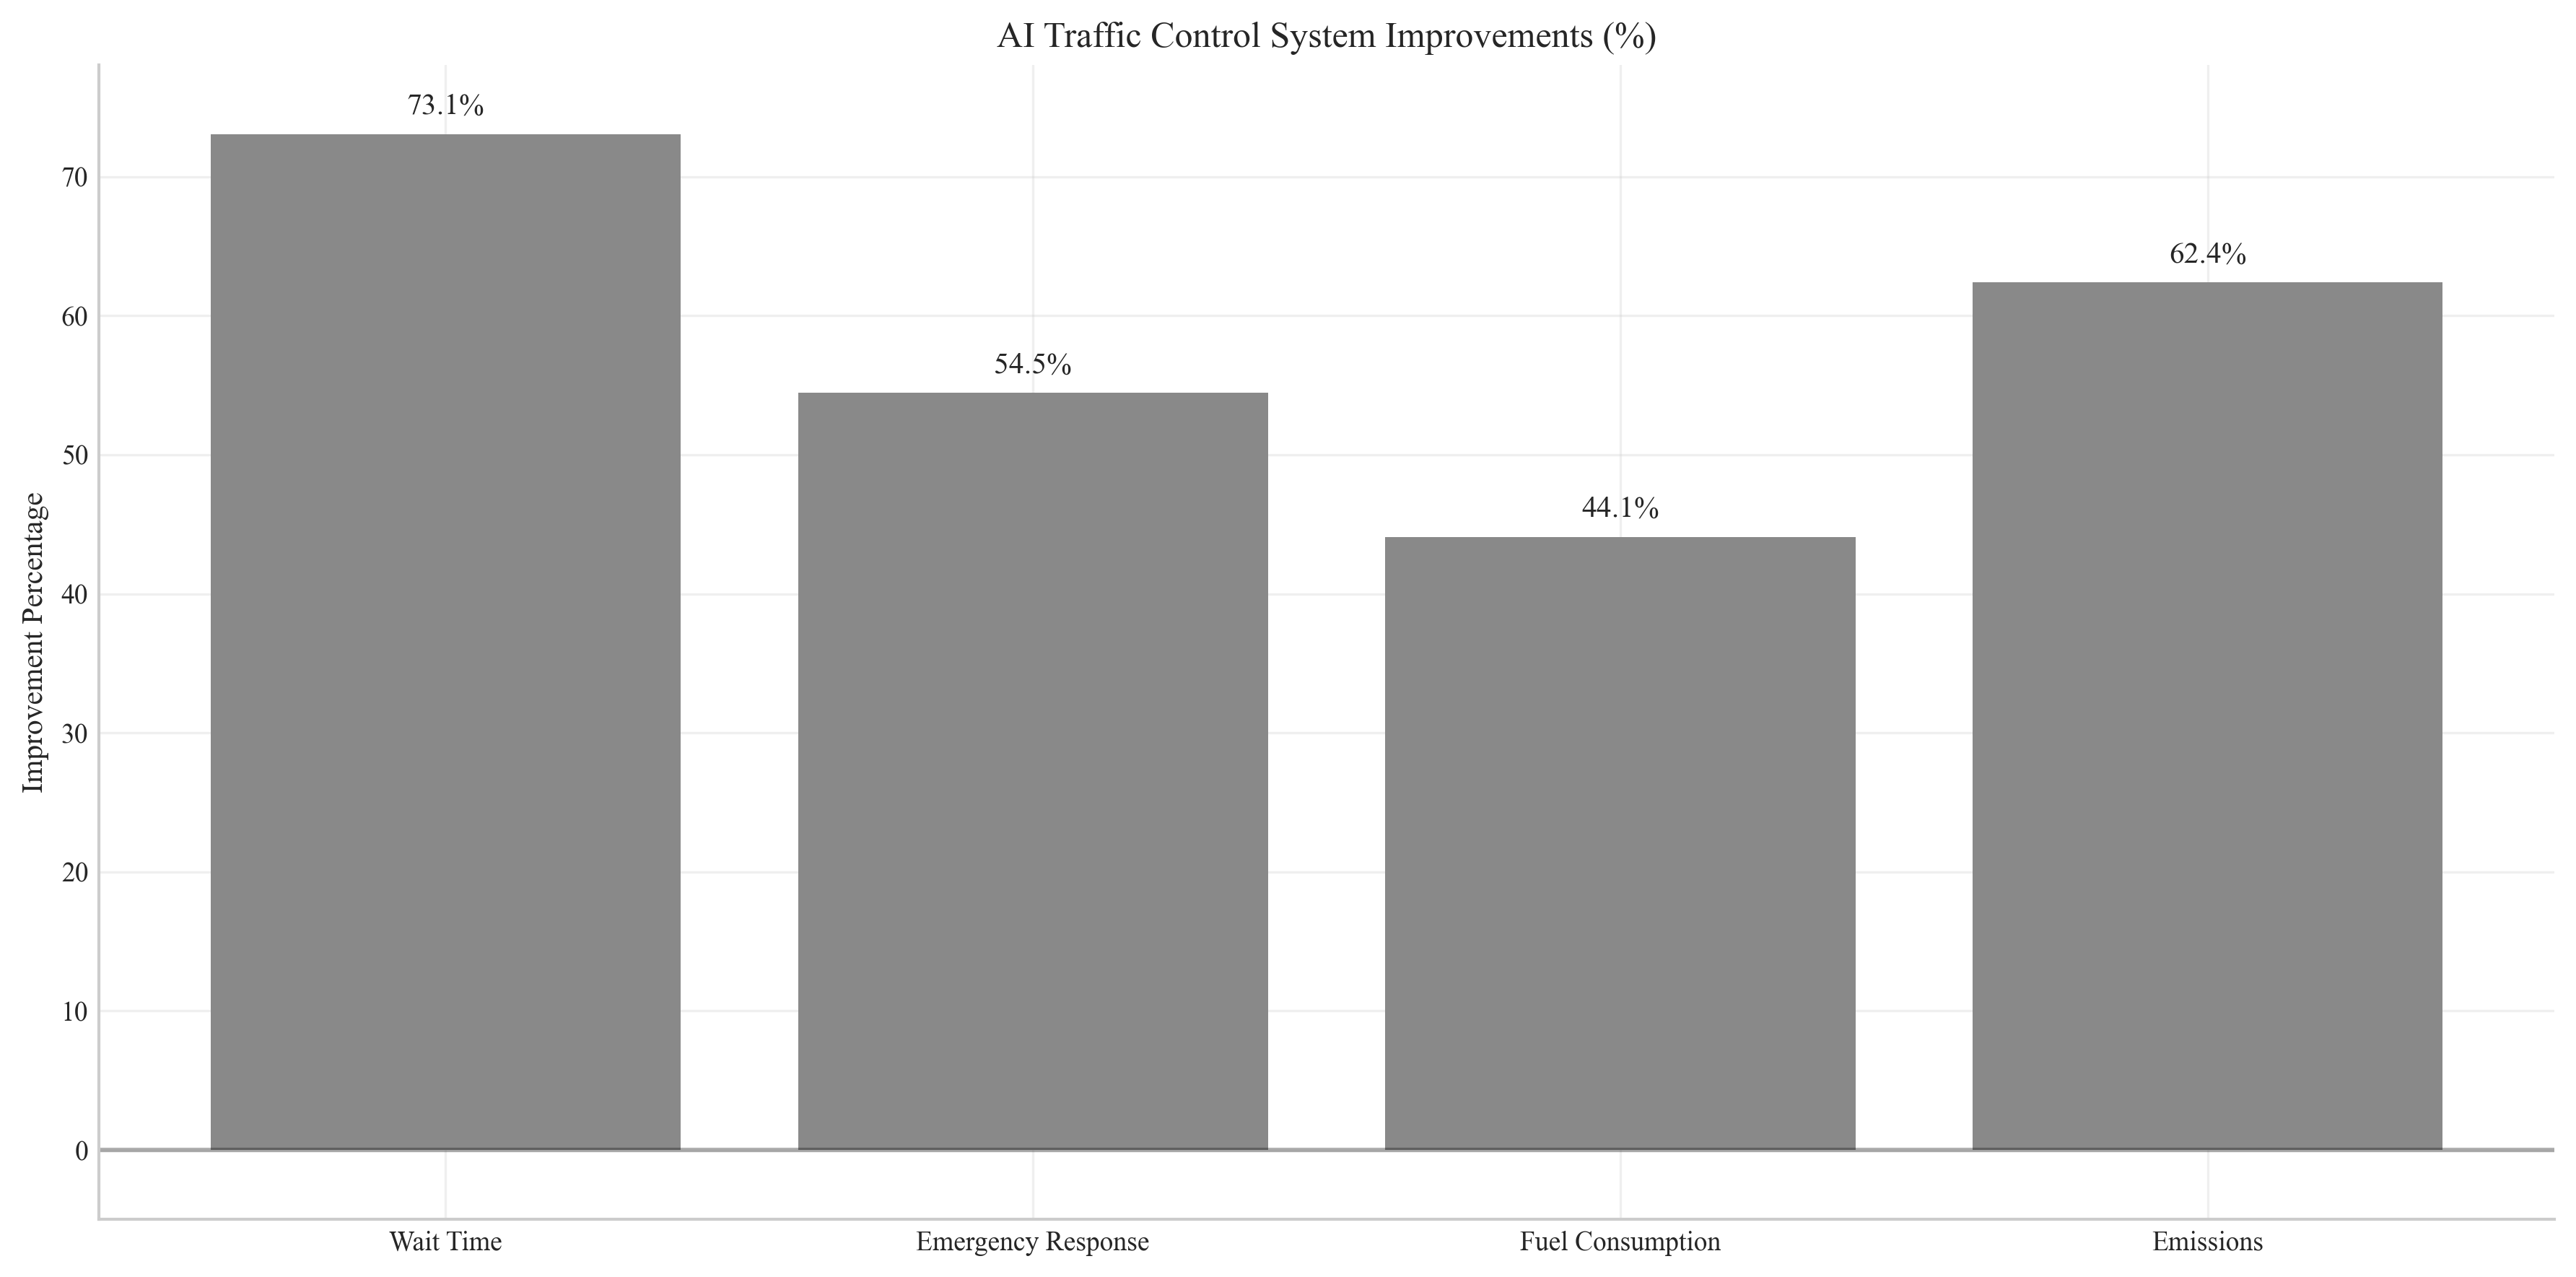 AI Traffic Control System Improvements (%)
Improvement Percentage
70
60
50
40
30
20
10
0
73.1%
54.5%
44.1%
62.4%
Wait Time
Emergency Response
Fuel Consumption
Emissions